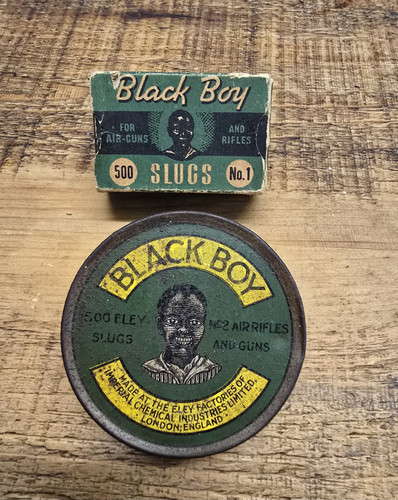 Black Boy
FOR AND
AIR-GUNS RIFLES
500 SLUGS No.1
BLACK BOY
500 ELEY No2 AIR RIFLES
SLUGS AND GUNS
MADE AT THE ELEY FACTORIES OF
IMPERIAL CHEMICAL INDUSTRIES LIMITED.
LONDON, ENGLAND